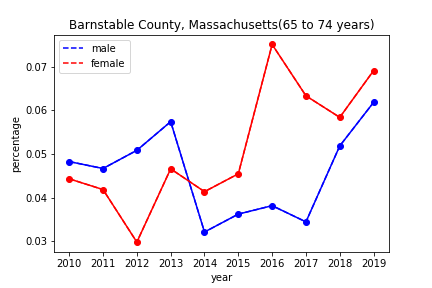 Barnstable County, Massachusetts(65 to 74 years)
male
female
percentage
0.07
0.06
0.05
0.04
0.03
2010 2011 2012 2013 2014 2015 2016 2017 2018 2019
year